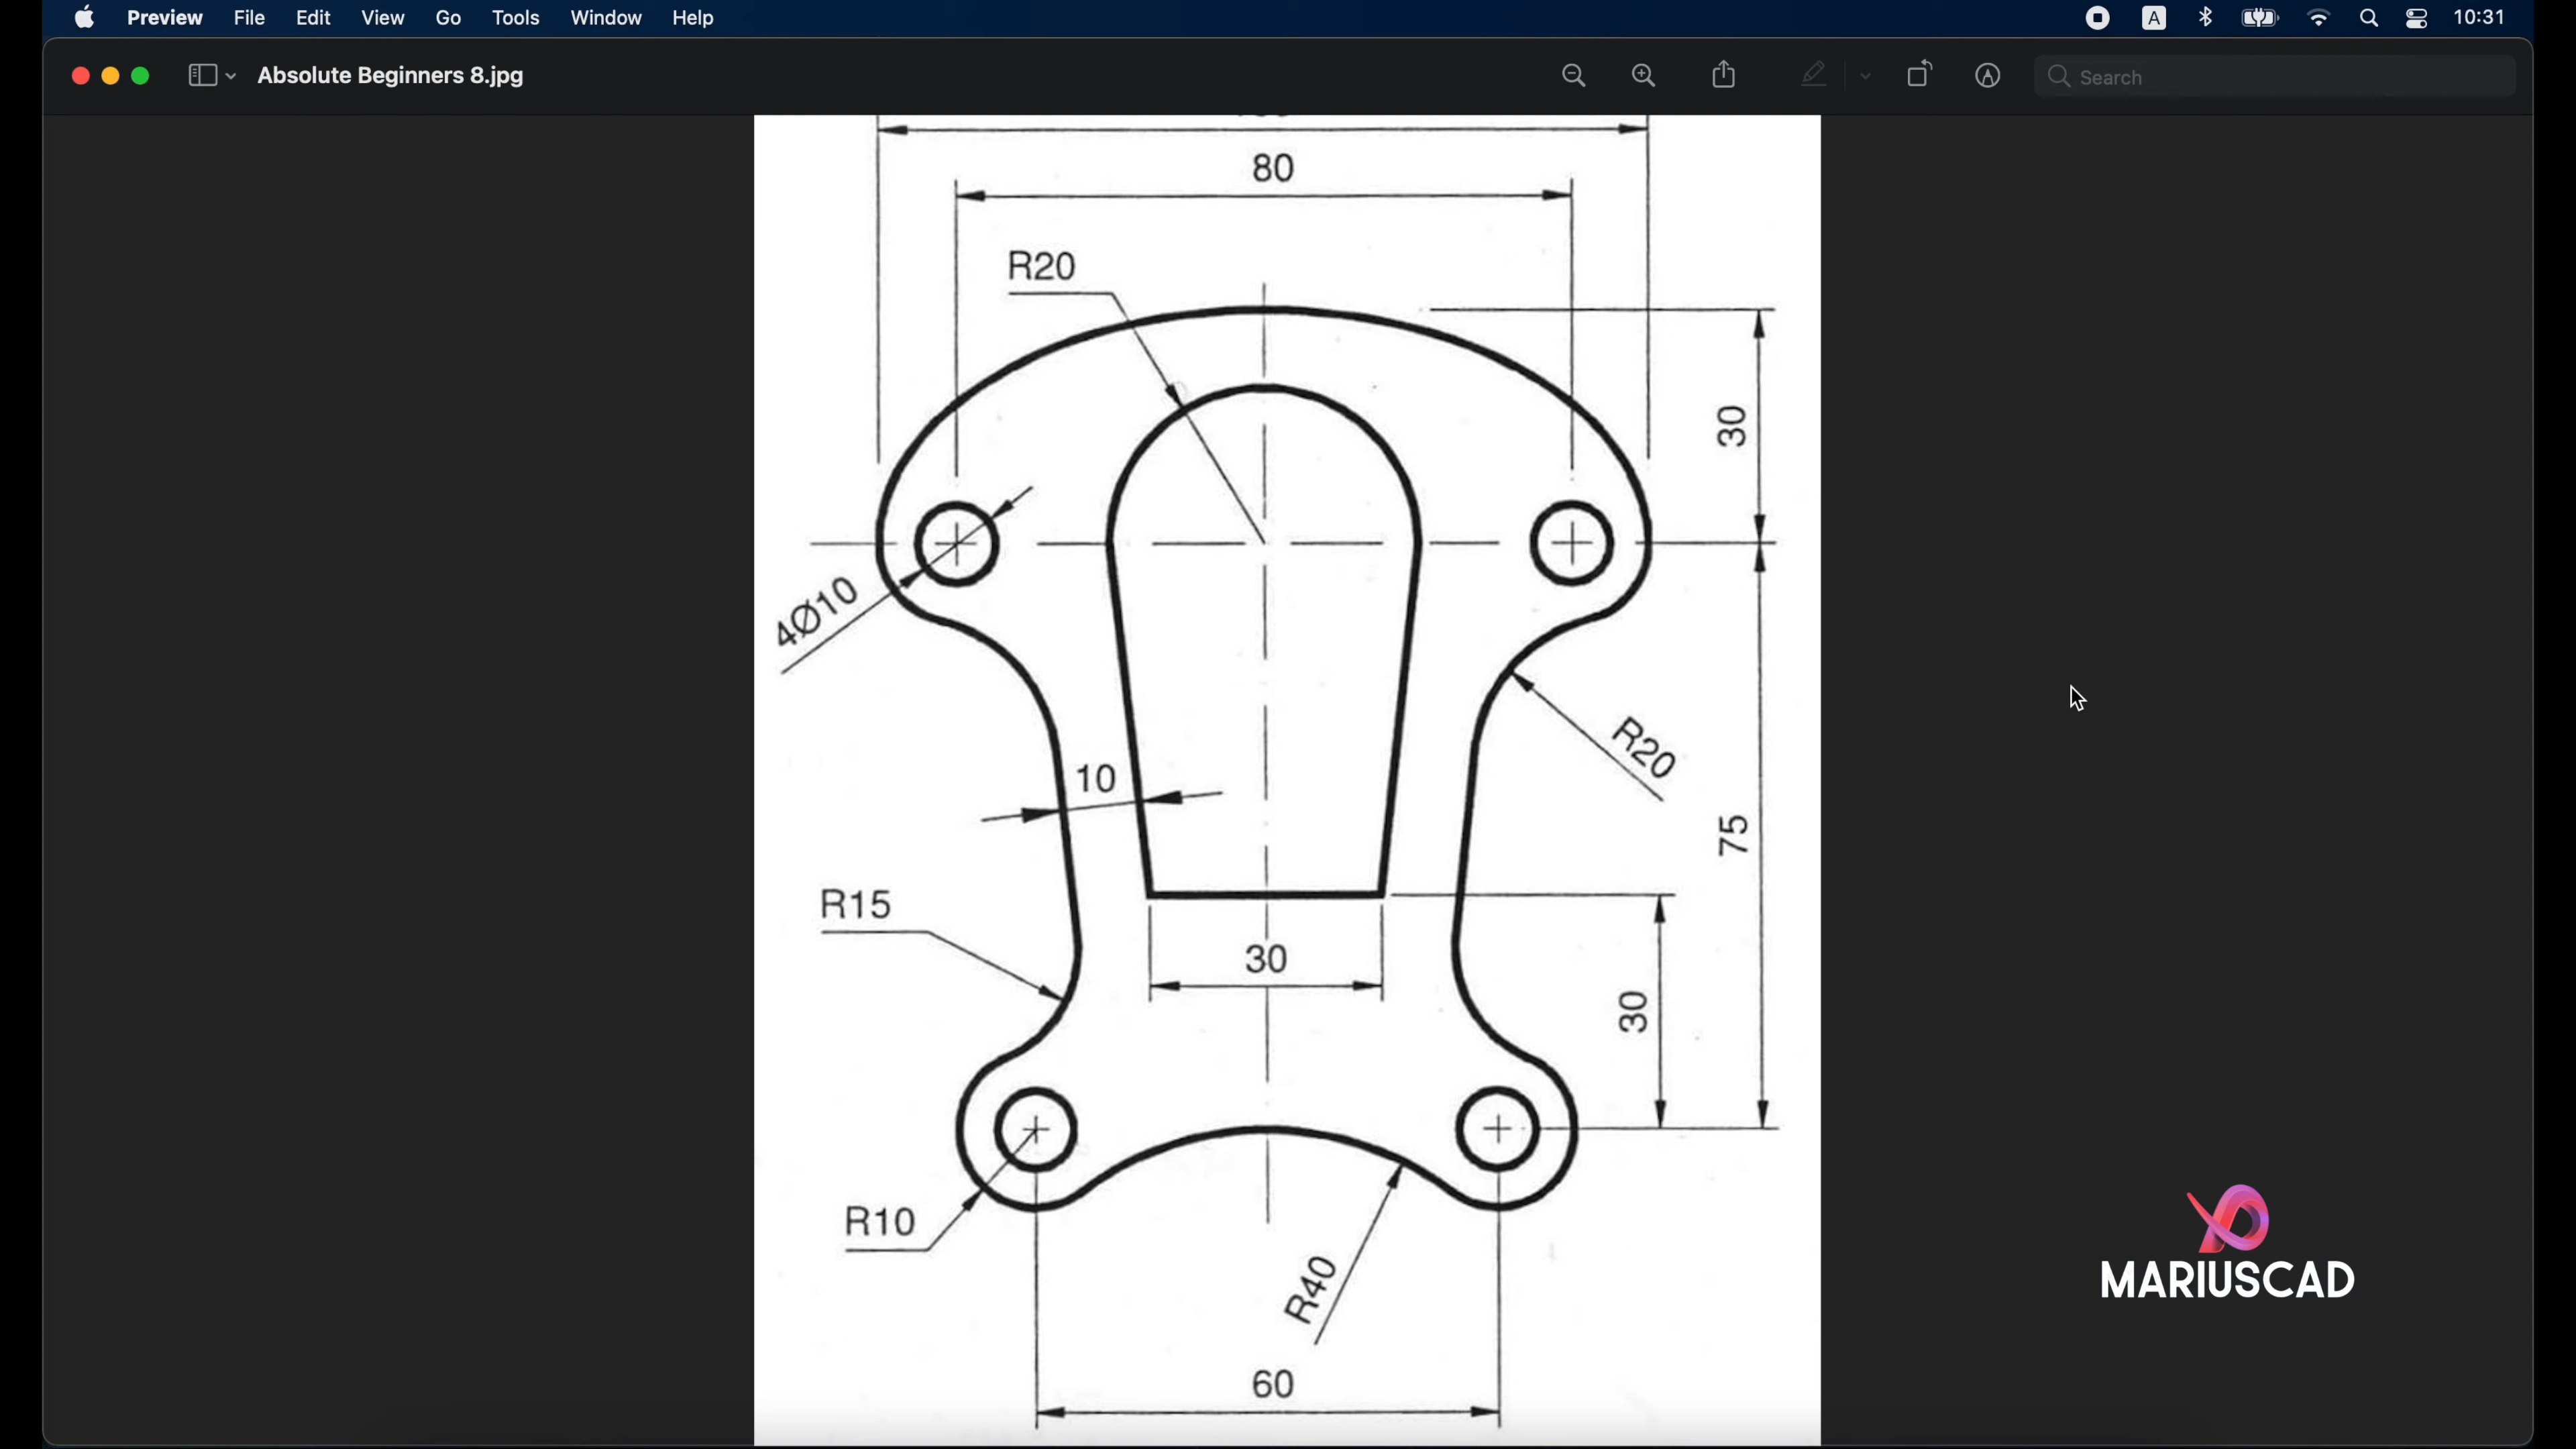 Preview File Edit View Go Tools Window Help A 10:31
Absolute Beginners 8.jpg Search
80
R20
30
4Ø10
R20
10
75
R15
30
30
R10
R40
60
MARIUSCAD